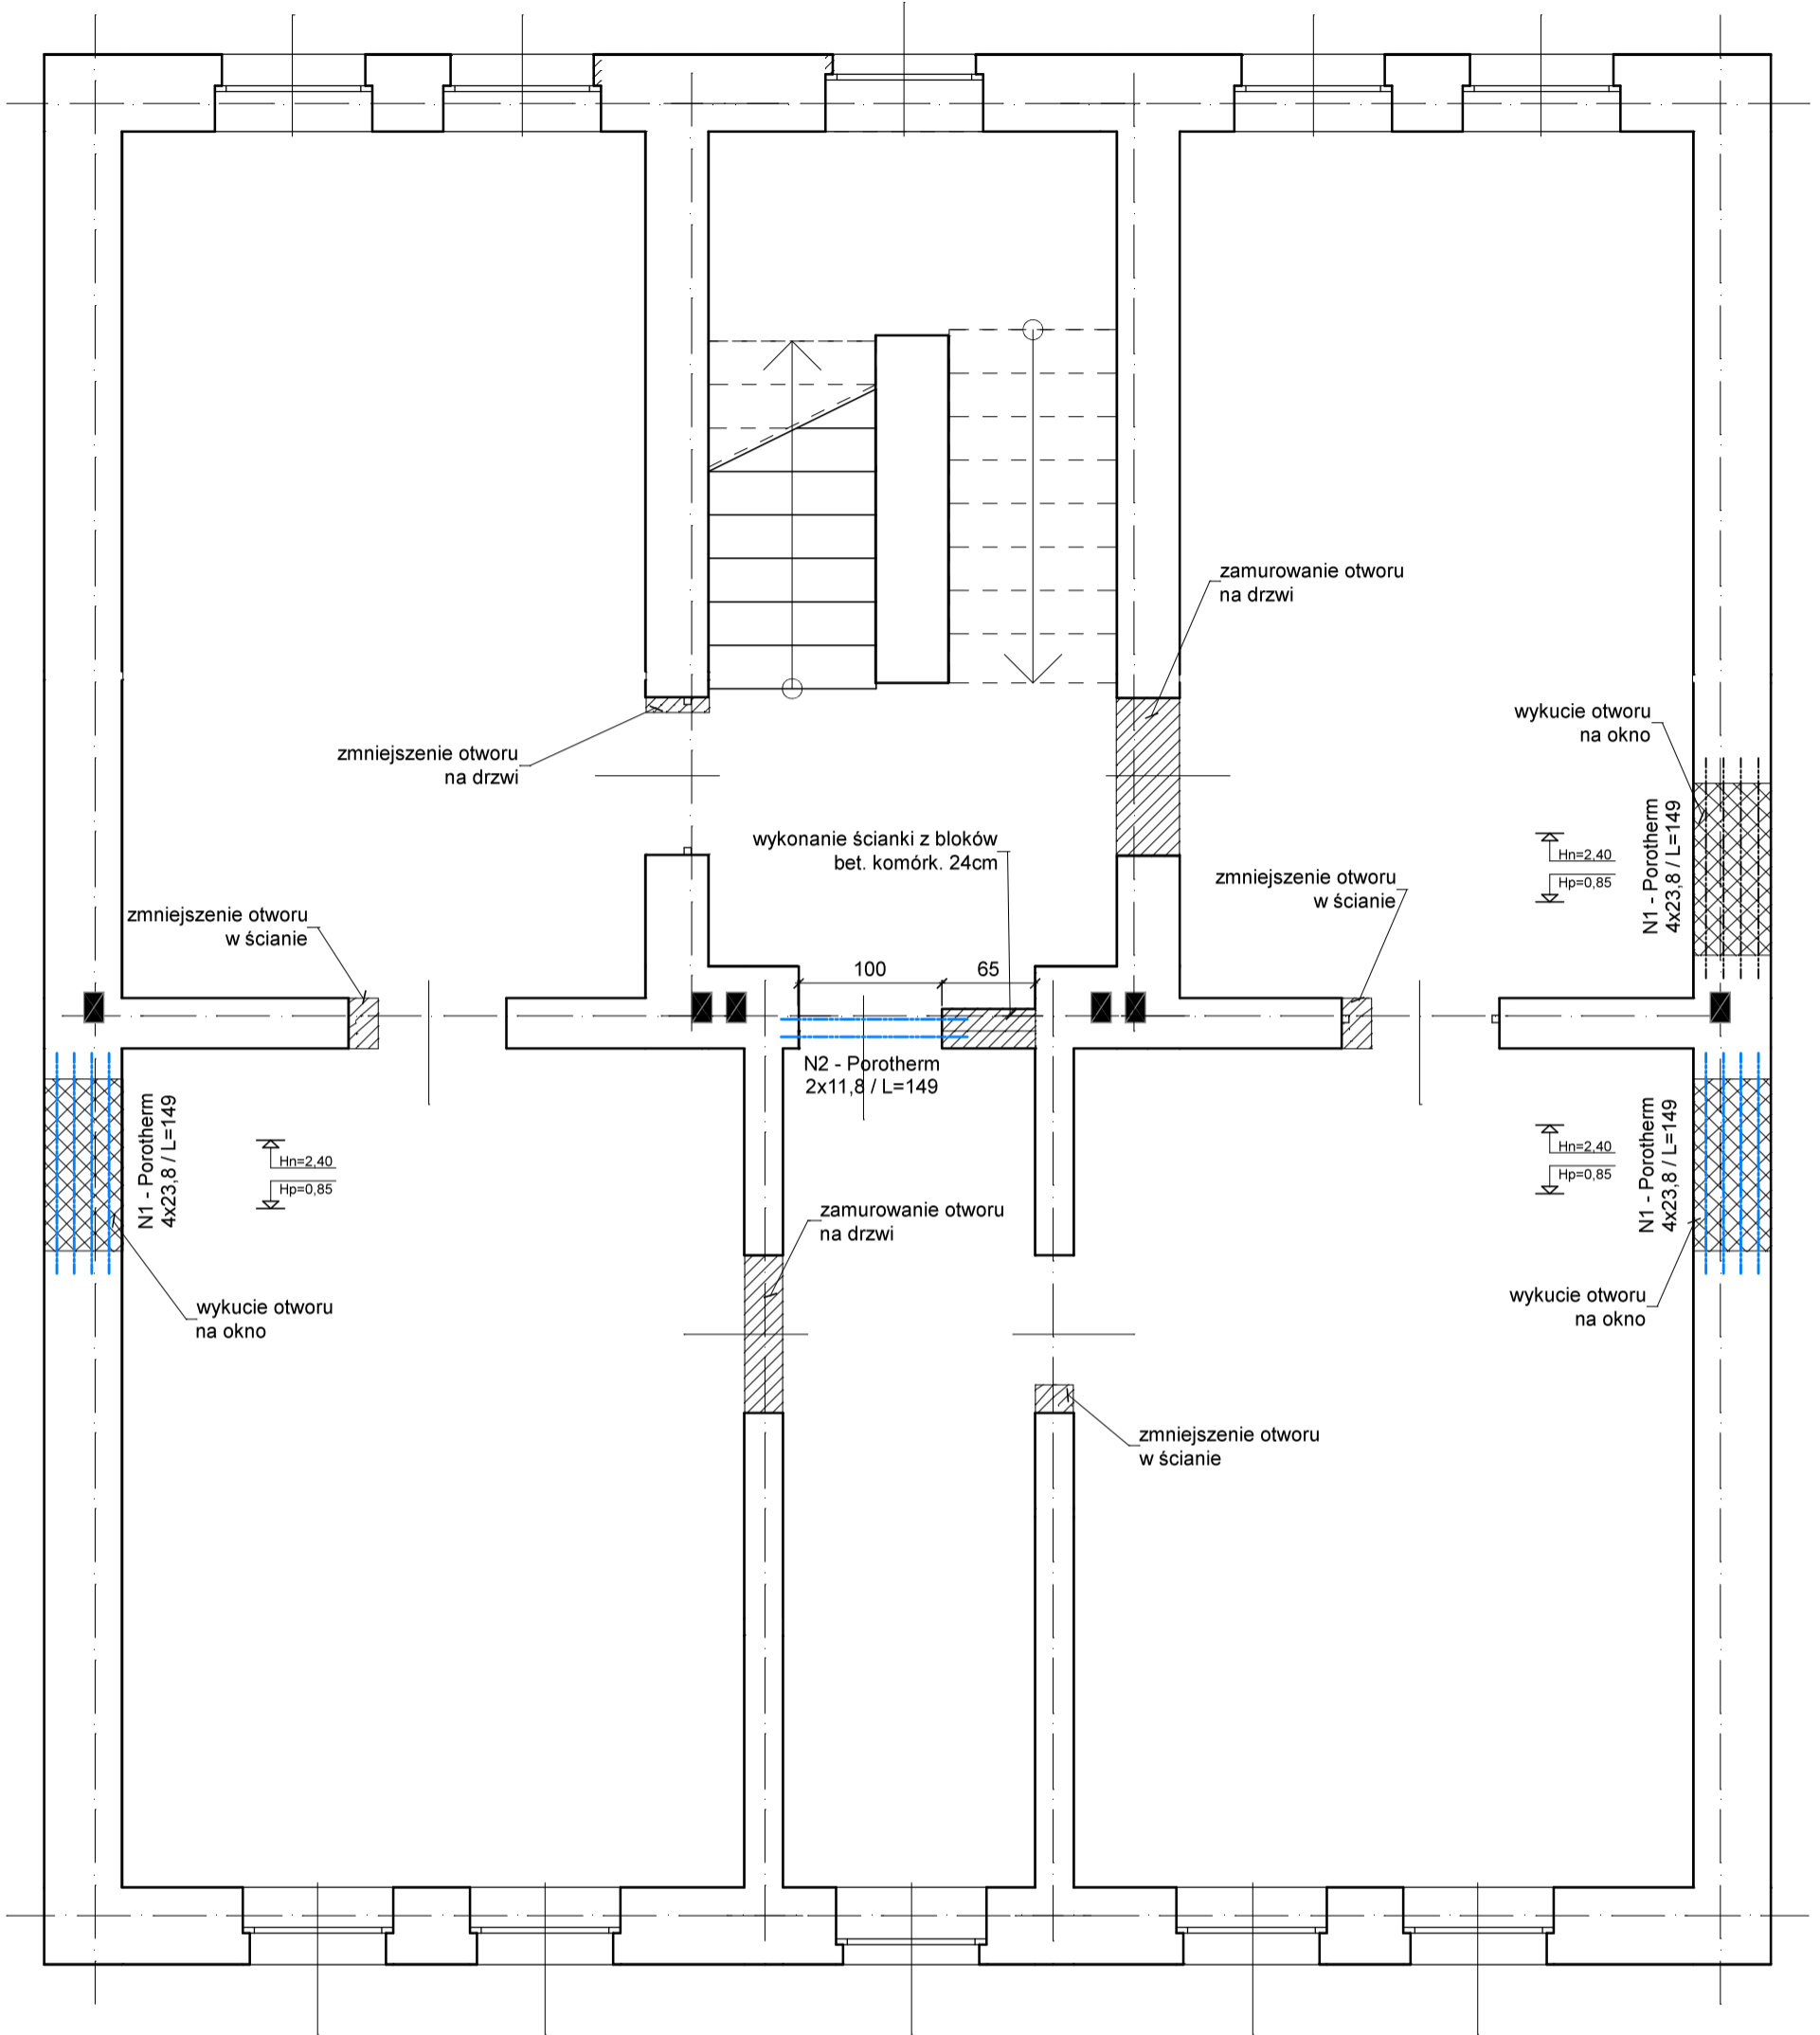 zamurowanie otworu
na drzwi
wykucie otworu
na okno
zmniejszenie otworu
na drzwi
N1 - Porotherm
4x23,8 / L=149
Hn=2,40
Hp=0,85
wykonanie ścianki z bloków
bet. komórk. 24cm
zmniejszenie otworu
w ścianie
zmniejszenie otworu
w ścianie
100
65
N2 - Porotherm
2x11,8 / L=149
N1 - Porotherm
4x23,8 / L=149
Hn=2,40
Hp=0,85
N1 - Porotherm
4x23,8 / L=149
Hn=2,40
Hp=0,85
zamurowanie otworu
na drzwi
wykucie otworu
na okno
wykucie otworu
na okno
zmniejszenie otworu
w ścianie